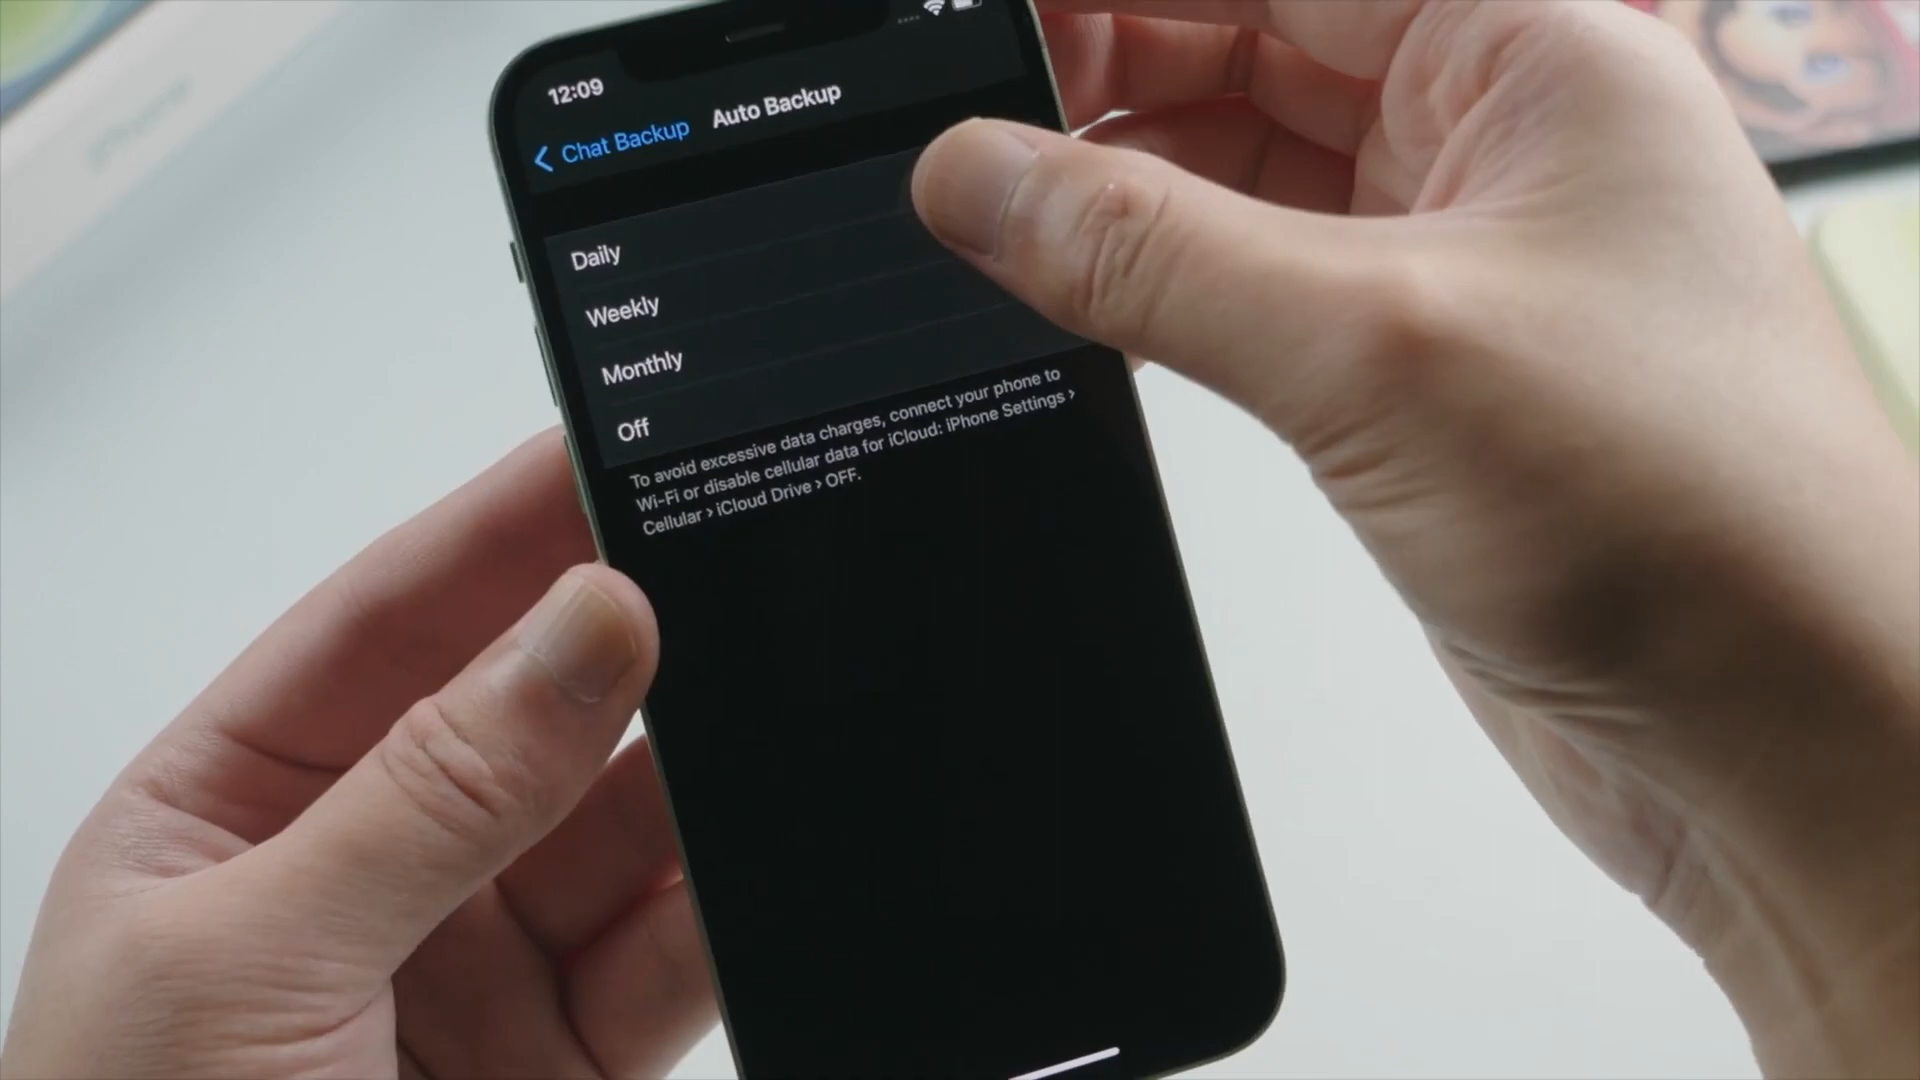 12:09
Chat Backup
Auto Backup
Daily
Weekly
Monthly
Off
To avoid excessive data charges, connect your phone to
Wi-Fi or disable cellular data for iCloud: iPhone Settings ›
Cellular › iCloud Drive › OFF.